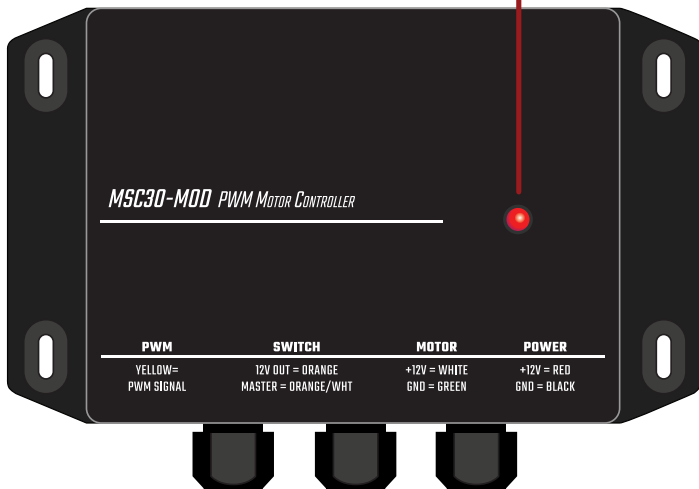 MSC30-MOD PWM MOTOR CONTROLLER
PWM SWITCH MOTOR POWER
YELLOW= 12V OUT = ORANGE +12V = WHITE +12V = RED
PWM SIGNAL MASTER = ORANGE/WHT GND = GREEN GND = BLACK